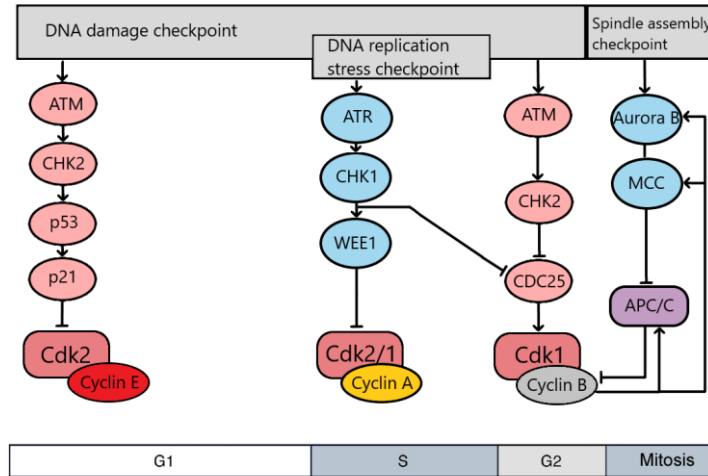 DNA damage checkpoint
Spindle assembly
checkpoint
DNA replication
stress checkpoint
ATM
CHK2
p53
p21
Cdk2
Cyclin E
ATR
CHK1
WEE1
Cdk2/1
Cyclin A
ATM
CHK2
CDC25
Cdk1
Cyclin B
Aurora B
MCC
APC/C
G1
S
G2
Mitosis